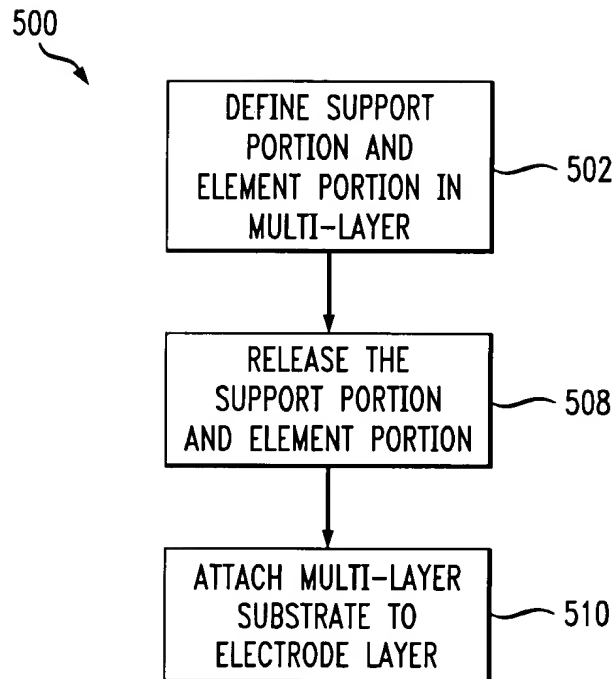 500
DEFINE SUPPORT
PORTION AND
ELEMENT PORTION IN
MULTI-LAYER
502
RELEASE THE
SUPPORT PORTION
AND ELEMENT PORTION
508
ATTACH MULTI-LAYER
SUBSTRATE TO
ELECTRODE LAYER
510